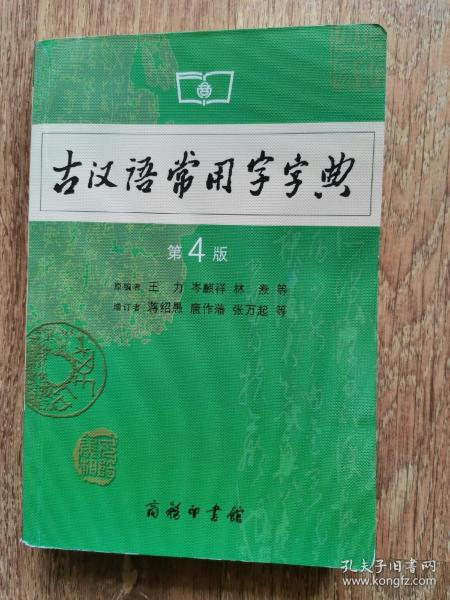 古汉语常用字字典
第4版
原编者 王力 岑麒祥 林焘 等
增订者 蒋绍愚 唐作藩 张万起 等
商务印书馆
孔夫子旧书网
www.kongfz.com